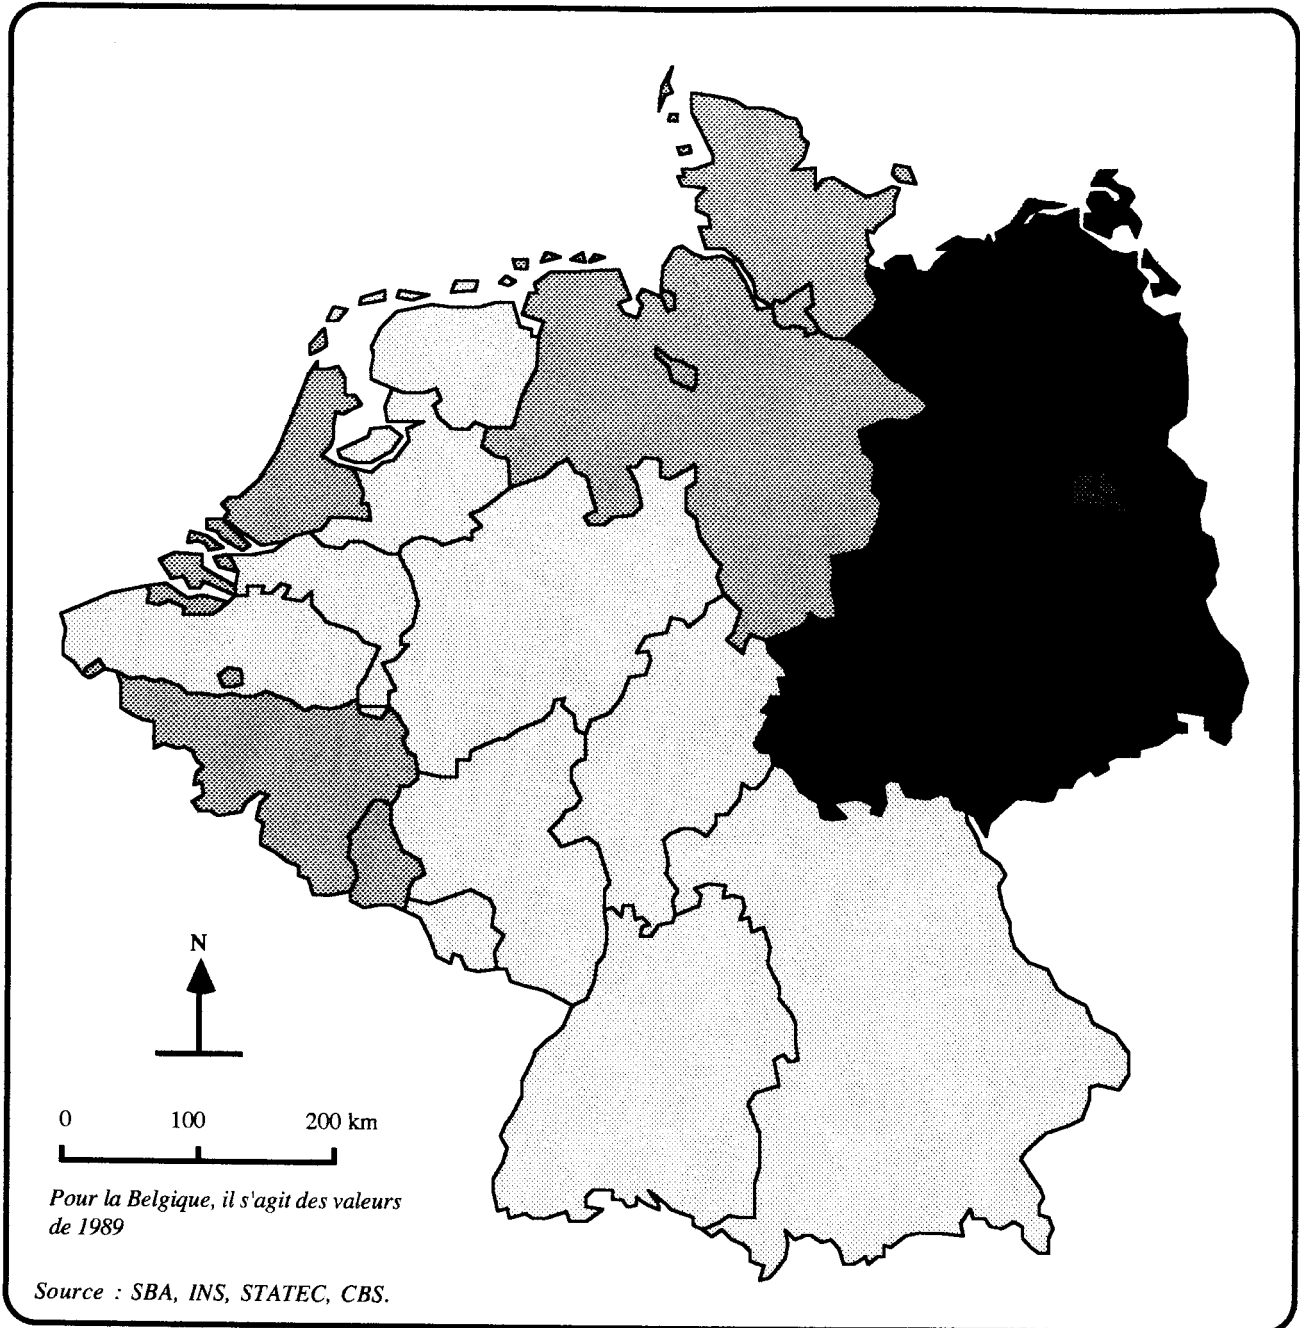 N
0 100 200 km
Pour la Belgique, il s'agit des valeurs
de 1989
Source : SBA, INS, STATEC, CBS.